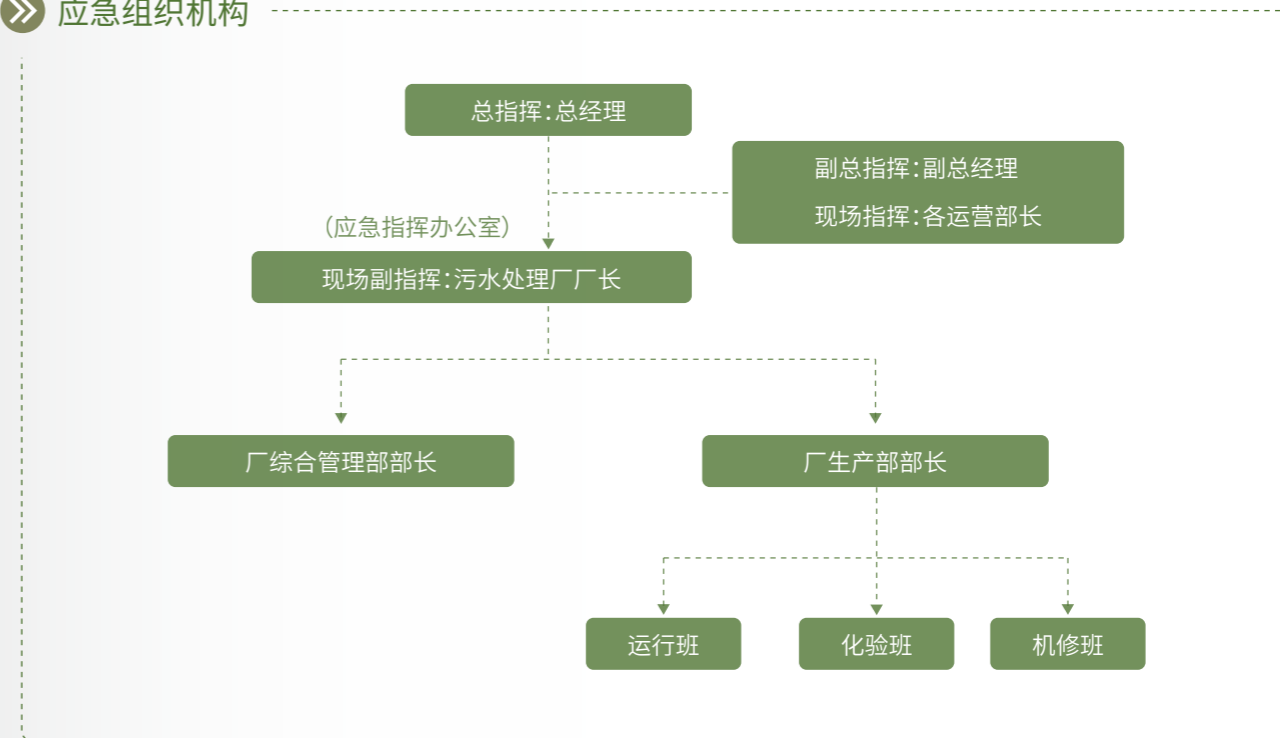 应急组织机构
总指挥：总经理
副总指挥：副总经理
现场指挥：各运营部长
（应急指挥办公室）
现场副指挥：污水处理厂厂长
厂综合管理部部长
厂生产部部长
运行班
化验班
机修班